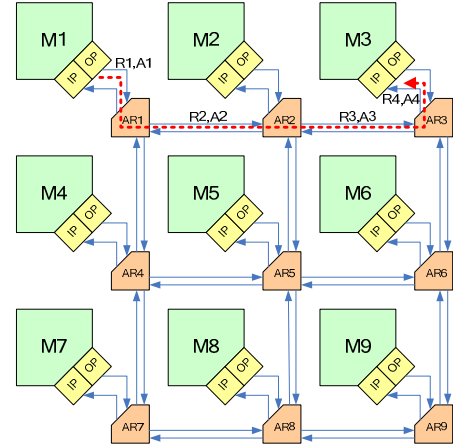 M1 M2 M3
IP OP R1,A1 IP OP IP OP
R4,A4
AR1 R2,A2 AR2 R3,A3 AR3
M4 M5 M6
IP OP IP OP IP OP
AR4 AR5 AR6
M7 M8 M9
IP OP IP OP IP OP
AR7 AR8 AR9